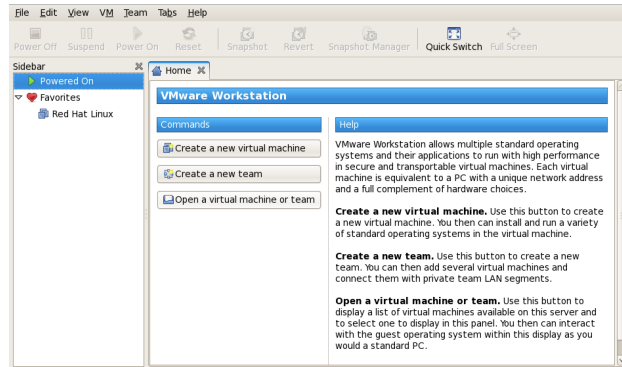 File Edit View VM Team Tabs Help
Power Off Suspend Power On Reset Snapshot Revert Snapshot Manager Quick Switch Full Screen
Sidebar
Powered On
Favorites
Red Hat Linux
Home
VMware Workstation
Commands
Create a new virtual machine
Create a new team
Open a virtual machine or team
Help
VMware Workstation allows multiple standard operating
systems and their applications to run with high performance
in secure and transportable virtual machines. Each virtual
machine is equivalent to a PC with a unique network address
and a full complement of hardware choices.
Create a new virtual machine. Use this button to create
a new virtual machine. You then can install and run a variety
of standard operating systems in the virtual machine.
Create a new team. Use this button to create a new
team. You can then add several virtual machines and
connect them with private team LAN segments.
Open a virtual machine or team. Use this button to
display a list of virtual machines available on this server and
to select one to display in this panel. You then can interact
with the guest operating system within this display as you
would a standard PC.